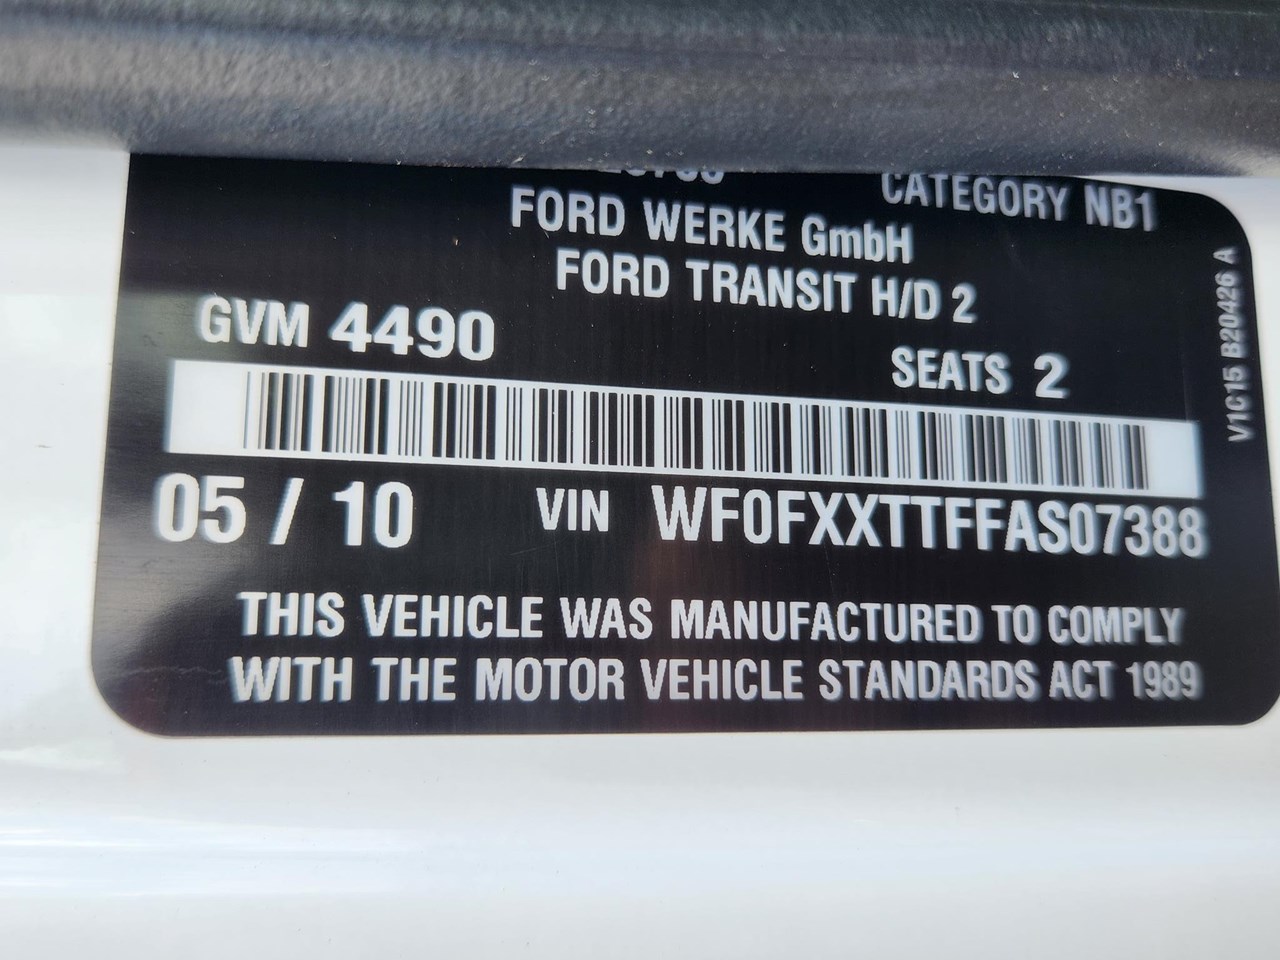 CATEGORY NB1
FORD WERKE GmbH
FORD TRANSIT H/D 2
GVM 4490
SEATS 2
05 / 10
VIN WF0FXXTTFFAS07388
THIS VEHICLE WAS MANUFACTURED TO COMPLY
WITH THE MOTOR VEHICLE STANDARDS ACT 1989
V1C15 B20426 A